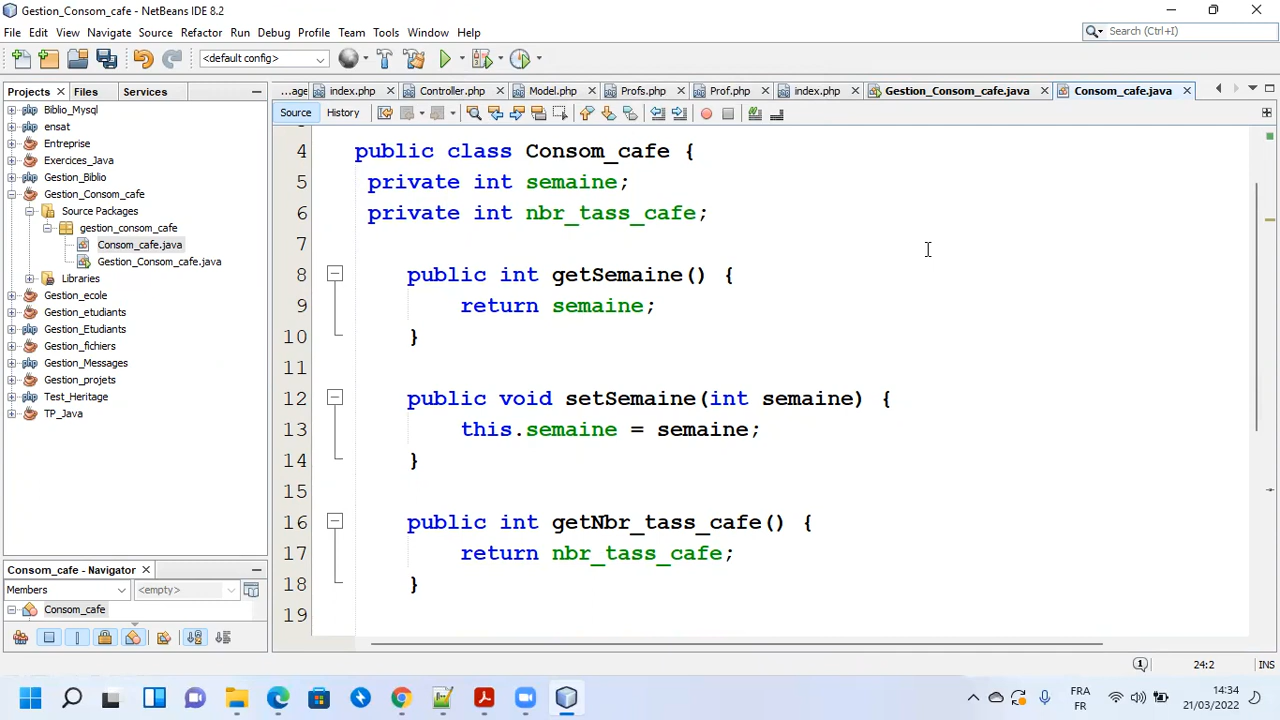 Gestion_Consom_cafe - NetBeans IDE 8.2
File Edit View Navigate Source Refactor Run Debug Profile Team Tools Window Help
Search (Ctrl+I)
<default config>
Projects Files Services
...age index.php Controller.php Model.php Profs.php Prof.php index.php Gestion_Consom_cafe.java Consom_cafe.java
Source History
Biblio_Mysql
ensat
Entreprise
Exercices_Java
Gestion_Biblio
Gestion_Consom_cafe
Source Packages
gestion_consom_cafe
Consom_cafe.java
Gestion_Consom_cafe.java
Libraries
Gestion_ecole
Gestion_etudiants
Gestion_Etudiants
Gestion_fichiers
Gestion_Messages
Gestion_projets
Test_Heritage
TP_Java
4 public class Consom_cafe {
5 private int semaine;
6 private int nbr_tass_cafe;
7
8 public int getSemaine() {
9 return semaine;
10 }
11
12 public void setSemaine(int semaine) {
13 this.semaine = semaine;
14 }
15
16 public int getNbr_tass_cafe() {
17 return nbr_tass_cafe;
18 }
19
Consom_cafe - Navigator
Members <empty>
Consom_cafe
1 24:2 INS
FRA
FR
14:34
21/03/2022